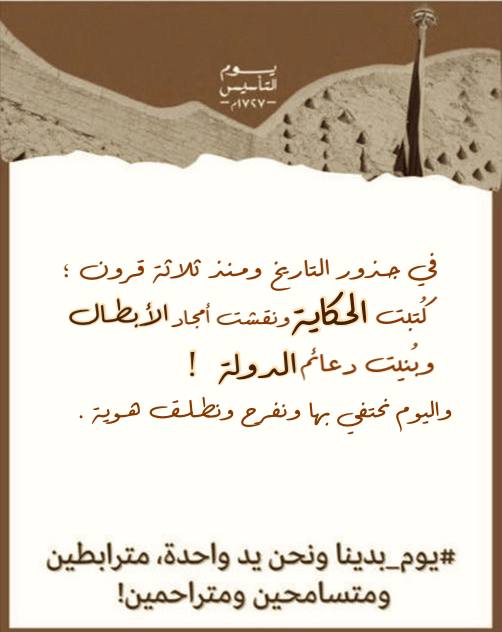 يـوم
التأسيس
١٧٢٧م
في جذور التاريخ ومنذ ثلاثة قرون ؛
كُتبت الحكاية ونقشت أمجاد الأبطال
وبُنيت دعائم الدولة !
واليوم نحتفي بها ونفرح ونطلق هوية .
#يوم_بدينا ونحن يد واحدة، مترابطين
ومتسامحين ومتراحمين!